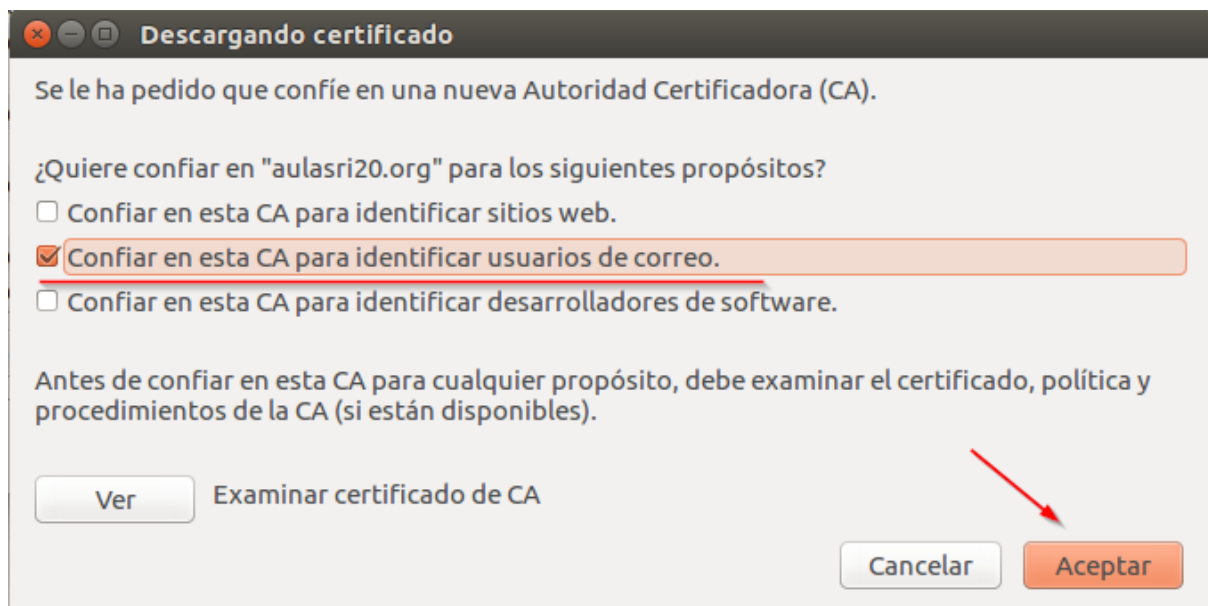 Descargando certificado
Se le ha pedido que confíe en una nueva Autoridad Certificadora (CA).
¿Quiere confiar en "aulasri20.org" para los siguientes propósitos?
Confiar en esta CA para identificar sitios web.
Confiar en esta CA para identificar usuarios de correo.
Confiar en esta CA para identificar desarrolladores de software.
Antes de confiar en esta CA para cualquier propósito, debe examinar el certificado, política y
procedimientos de la CA (si están disponibles).
Ver Examinar certificado de CA
Cancelar Aceptar